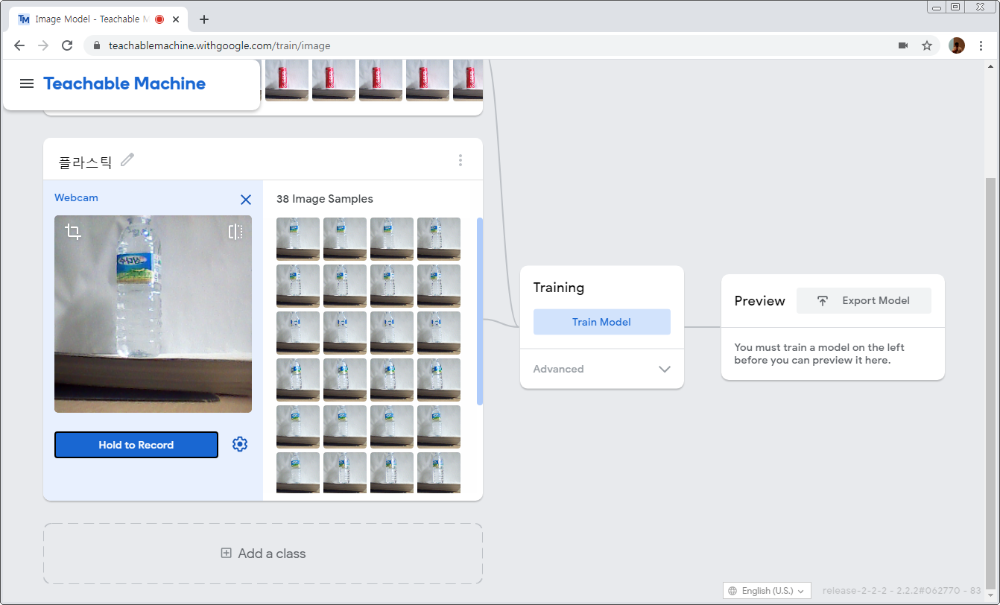 Image Model - Teachable M
teachablemachine.withgoogle.com/train/image
Teachable Machine
플라스틱
Webcam
38 Image Samples
Hold to Record
Add a class
Training
Train Model
Advanced
Preview
Export Model
You must train a model on the left
before you can preview it here.
English (U.S.)
release-2-2-2 - 2.2.2#062770 - 83